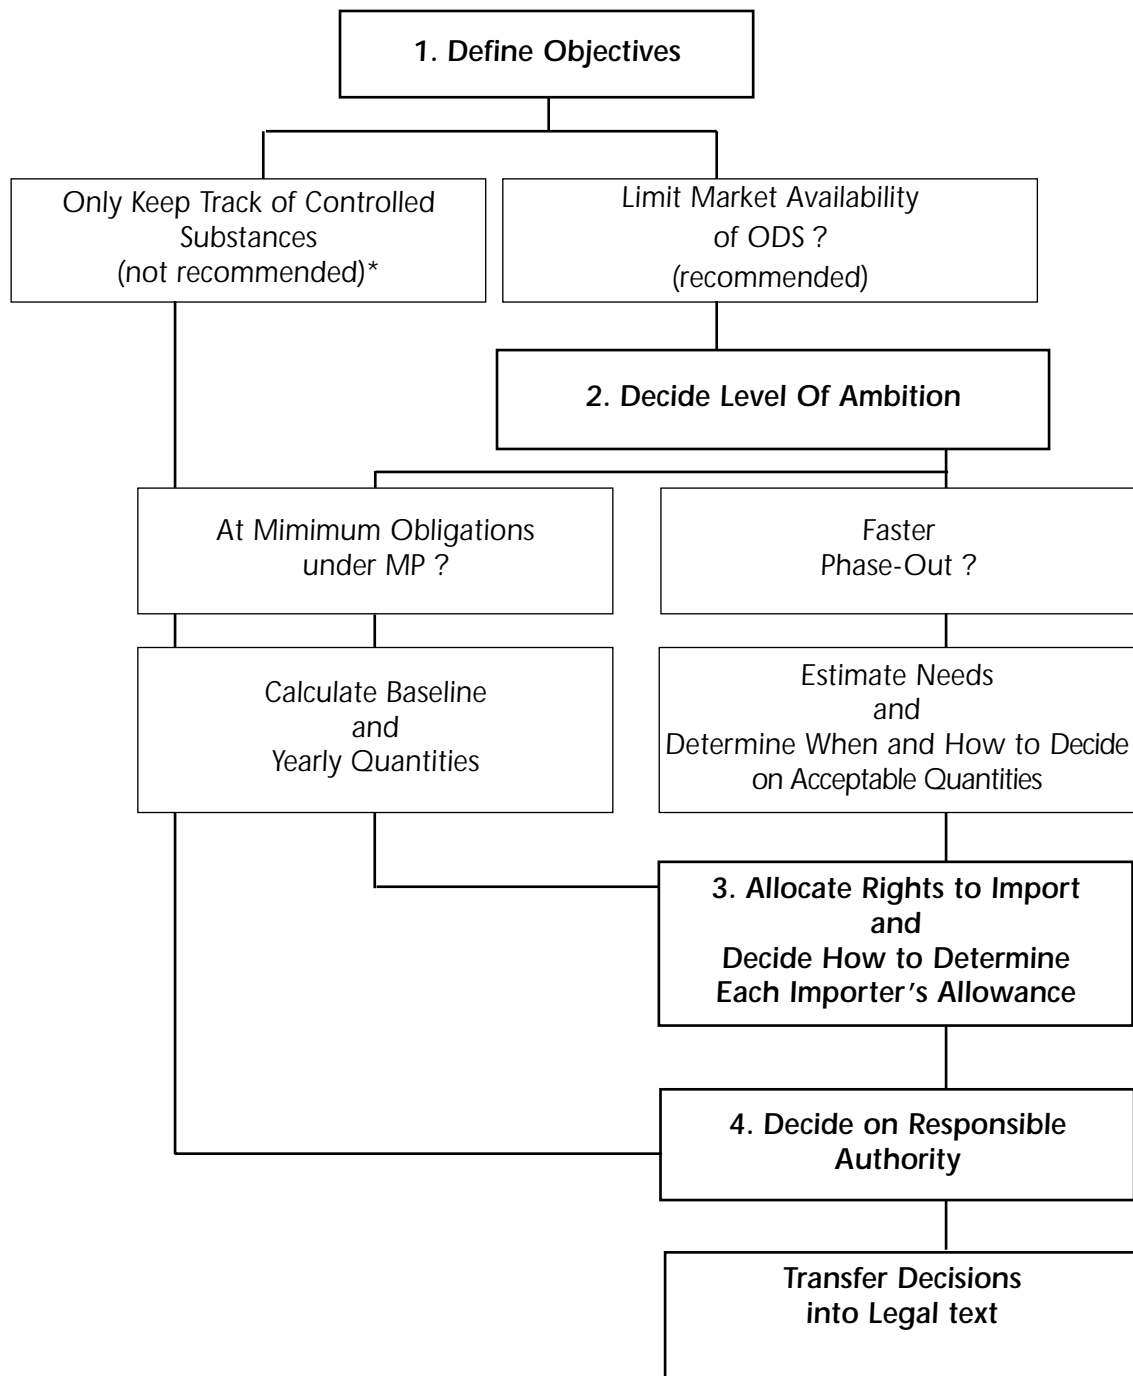 1. Define Objectives
Only Keep Track of Controlled
Substances
(not recommended)*
Limit Market Availability
of ODS ?
(recommended)
2. Decide Level Of Ambition
At Mimimum Obligations
under MP ?
Faster
Phase-Out ?
Calculate Baseline
and
Yearly Quantities
Estimate Needs
and
Determine When and How to Decide
on Acceptable Quantities
3. Allocate Rights to Import
and
Decide How to Determine
Each Importer’s Allowance
4. Decide on Responsible
Authority
Transfer Decisions
into Legal text